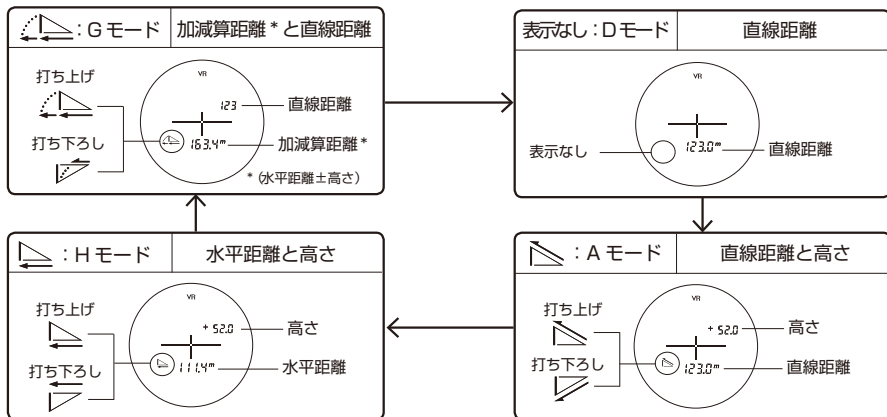 ：Gモード 加減算距離＊と直線距離
打ち上げ
打ち下ろし
VR
123
163.4m
直線距離
加減算距離＊
＊(水平距離±高さ)
表示なし：Dモード 直線距離
VR
123.0m
表示なし
直線距離
：Hモード 水平距離と高さ
打ち上げ
打ち下ろし
VR
+ 52.0
111.4m
高さ
水平距離
：Aモード 直線距離と高さ
打ち上げ
打ち下ろし
VR
+ 52.0
123.0m
高さ
直線距離